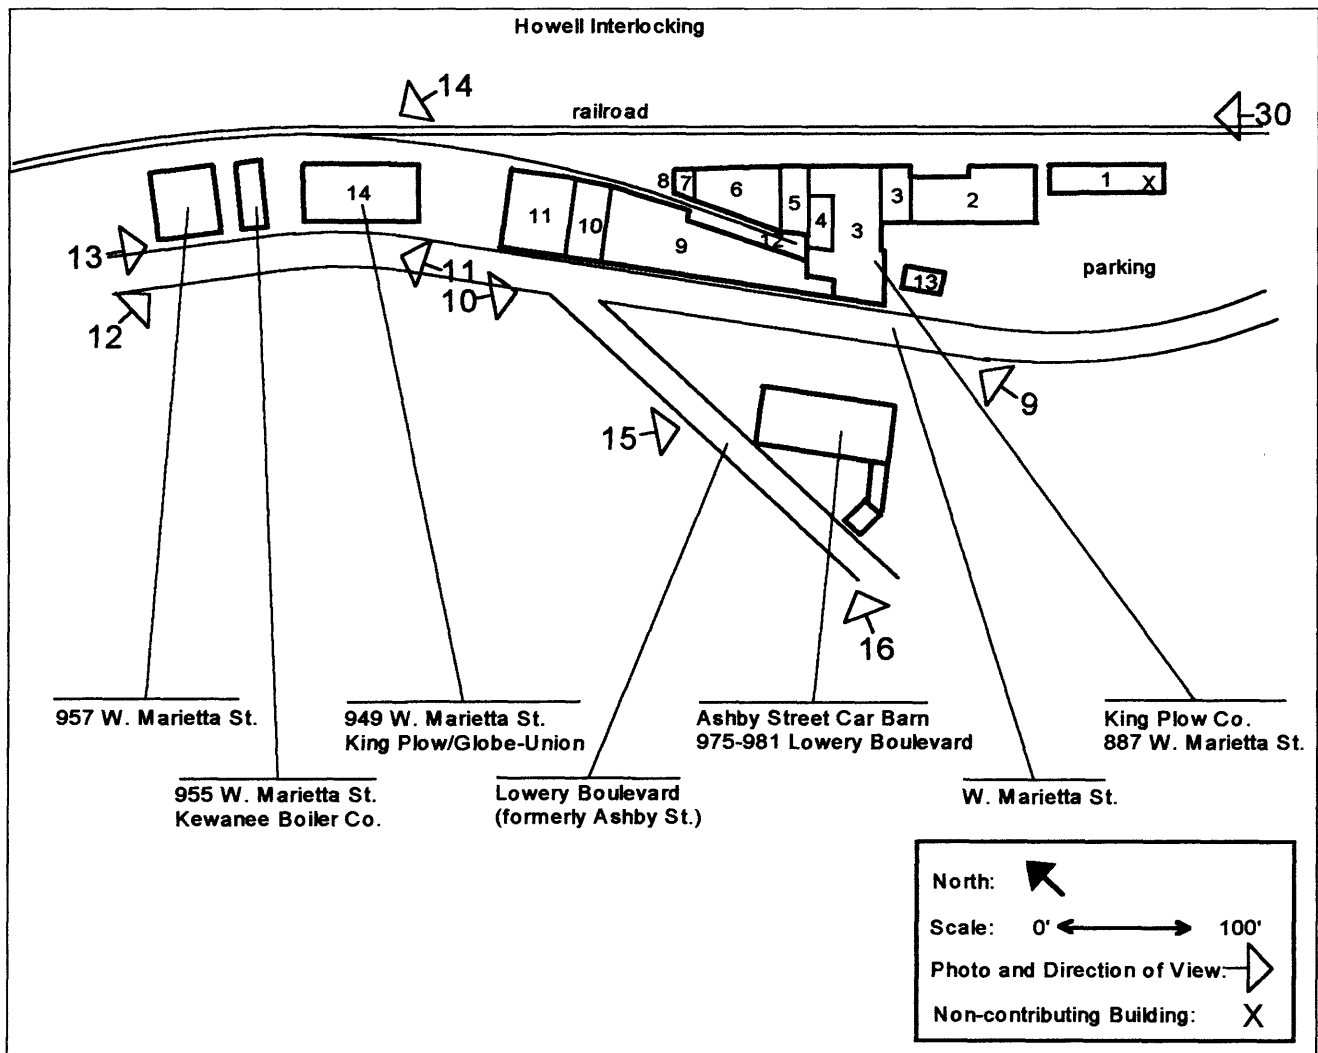 Howell Interlocking
14
railroad
30
8
7
6
5
4
3
3
2
1
X
14
11
10
9
12
3
13
parking
13
11
10
12
9
15
16
957 W. Marietta St.
949 W. Marietta St.
King Plow/Globe-Union
Ashby Street Car Barn
975-981 Lowery Boulevard
King Plow Co.
887 W. Marietta St.
955 W. Marietta St.
Kewanee Boiler Co.
Lowery Boulevard
(formerly Ashby St.)
W. Marietta St.
North:
Scale: 0' 100'
Photo and Direction of View:
Non-contributing Building: X